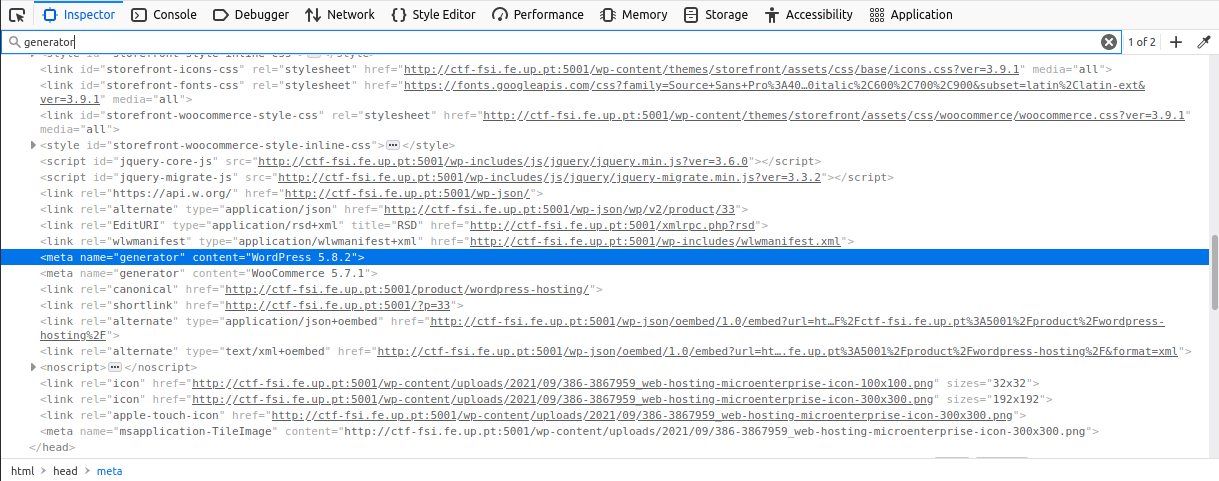 Inspector Console Debugger Network Style Editor Performance Memory Storage Accessibility Application
generator 1 of 2
<style id="storefront-style-inline-css"> </style>
<link id="storefront-icons-css" rel="stylesheet" href="http://ctf-fsi.fe.up.pt:5001/wp-content/themes/storefront/assets/css/base/icons.css?ver=3.9.1" media="all">
<link id="storefront-fonts-css" rel="stylesheet" href="https://fonts.googleapis.com/css?family=Source+Sans+Pro%3A40…0italic%2C600%2C700%2C900&subset=latin%2Clatin-ext&
ver=3.9.1" media="all">
<link id="storefront-woocommerce-style-css" rel="stylesheet" href="http://ctf-fsi.fe.up.pt:5001/wp-content/themes/storefront/assets/css/woocommerce/woocommerce.css?ver=3.9.1"
media="all">
<style id="storefront-woocommerce-style-inline-css"> </style>
<script id="jquery-core-js" src="http://ctf-fsi.fe.up.pt:5001/wp-includes/js/jquery/jquery.min.js?ver=3.6.0"></script>
<script id="jquery-migrate-js" src="http://ctf-fsi.fe.up.pt:5001/wp-includes/js/jquery/jquery-migrate.min.js?ver=3.3.2"></script>
<link rel="https://api.w.org/" href="http://ctf-fsi.fe.up.pt:5001/wp-json/">
<link rel="alternate" type="application/json" href="http://ctf-fsi.fe.up.pt:5001/wp-json/wp/v2/product/33">
<link rel="EditURI" type="application/rsd+xml" title="RSD" href="http://ctf-fsi.fe.up.pt:5001/xmlrpc.php?rsd">
<link rel="wlwmanifest" type="application/wlwmanifest+xml" href="http://ctf-fsi.fe.up.pt:5001/wp-includes/wlwmanifest.xml">
<meta name="generator" content="WordPress 5.8.2">
<meta name="generator" content="WooCommerce 5.7.1">
<link rel="canonical" href="http://ctf-fsi.fe.up.pt:5001/product/wordpress-hosting/">
<link rel="shortlink" href="http://ctf-fsi.fe.up.pt:5001/?p=33">
<link rel="alternate" type="application/json+oembed" href="http://ctf-fsi.fe.up.pt:5001/wp-json/oembed/1.0/embed?url=ht…F%2Fctf-fsi.fe.up.pt%3A5001%2Fproduct%2Fwordpress-
hosting%2F">
<link rel="alternate" type="text/xml+oembed" href="http://ctf-fsi.fe.up.pt:5001/wp-json/oembed/1.0/embed?url=ht….fe.up.pt%3A5001%2Fproduct%2Fwordpress-hosting%2F&format=xml">
<noscript> </noscript>
<link rel="icon" href="http://ctf-fsi.fe.up.pt:5001/wp-content/uploads/2021/09/386-3867959_web-hosting-microenterprise-icon-100x100.png" sizes="32x32">
<link rel="icon" href="http://ctf-fsi.fe.up.pt:5001/wp-content/uploads/2021/09/386-3867959_web-hosting-microenterprise-icon-300x300.png" sizes="192x192">
<link rel="apple-touch-icon" href="http://ctf-fsi.fe.up.pt:5001/wp-content/uploads/2021/09/386-3867959_web-hosting-microenterprise-icon-300x300.png">
<meta name="msapplication-TileImage" content="http://ctf-fsi.fe.up.pt:5001/wp-content/uploads/2021/09/386-3867959_web-hosting-microenterprise-icon-300x300.png">
</head>
html > head > meta